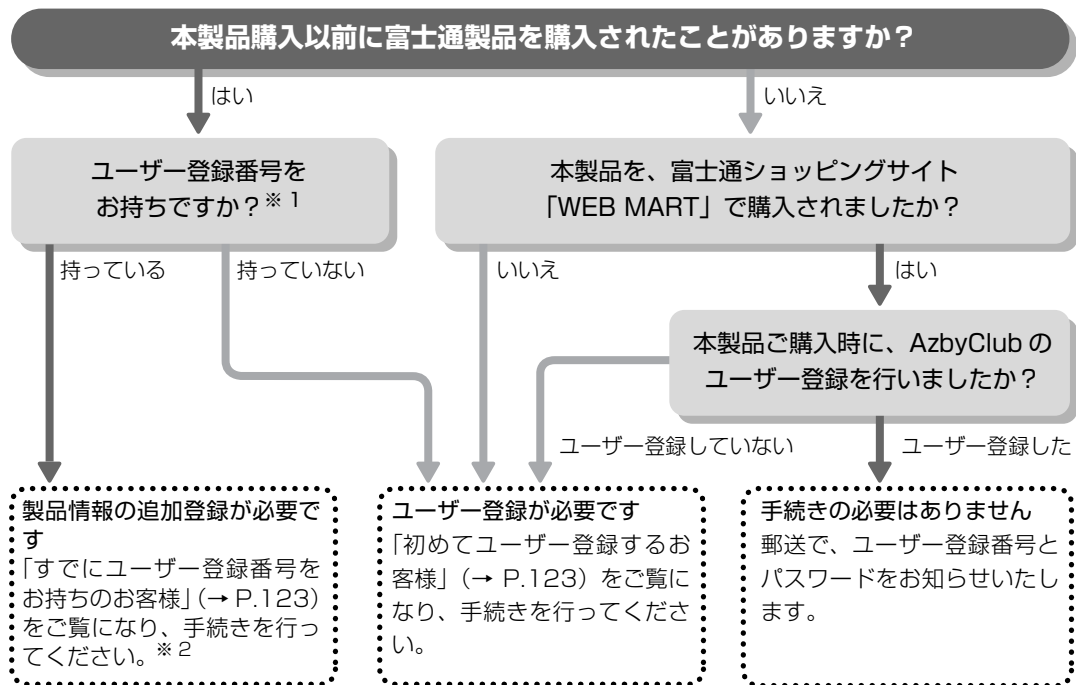 本製品購入以前に富士通製品を購入されたことがありますか？
はい
いいえ
ユーザー登録番号を
お持ちですか？※1
本製品を、富士通ショッピングサイト
「WEB MART」で購入されましたか？
持っている
持っていない
いいえ
はい
本製品ご購入時に、AzbyClub の
ユーザー登録を行いましたか？
ユーザー登録していない
ユーザー登録した
製品情報の追加登録が必要で
す
「すでにユーザー登録番号を
お持ちのお客様」（→ P.123）
をご覧になり、手続きを行っ
てください。※2
ユーザー登録が必要です
「初めてユーザー登録するお
客様」（→ P.123）をご覧に
なり、手続きを行ってくださ
い。
手続きの必要はありません
郵送で、ユーザー登録番号と
パスワードをお知らせいたし
ます。